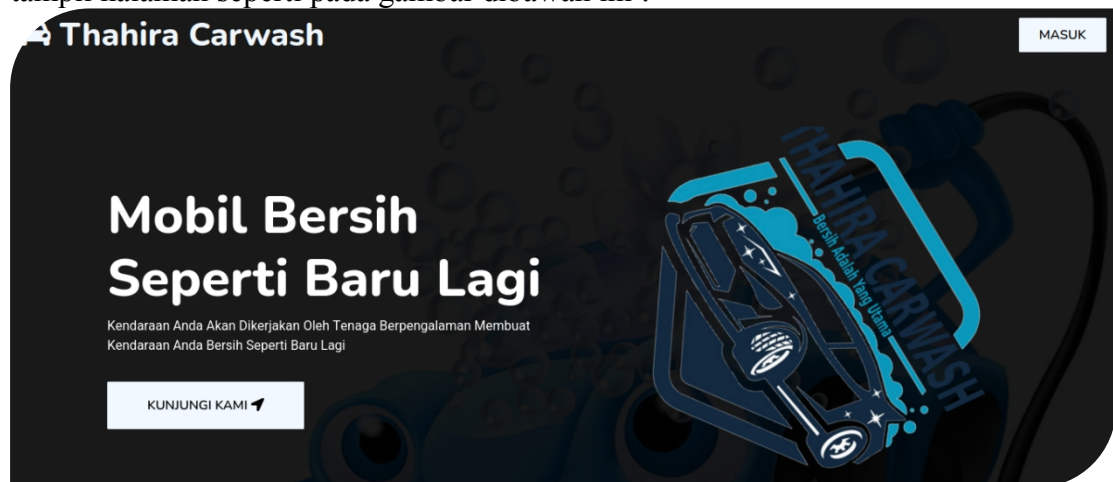 tampil halaman seperti pada gambar dibawah ini :
Thahira Carwash
MASUK
Mobil Bersih
Seperti Baru Lagi
Kendaraan Anda Akan Dikerjakan Oleh Tenaga Berpengalaman Membuat
Kendaraan Anda Bersih Seperti Baru Lagi
KUNJUNGI KAMI
THAHIRA CARWASH
Bersih Adalah Yang Utama